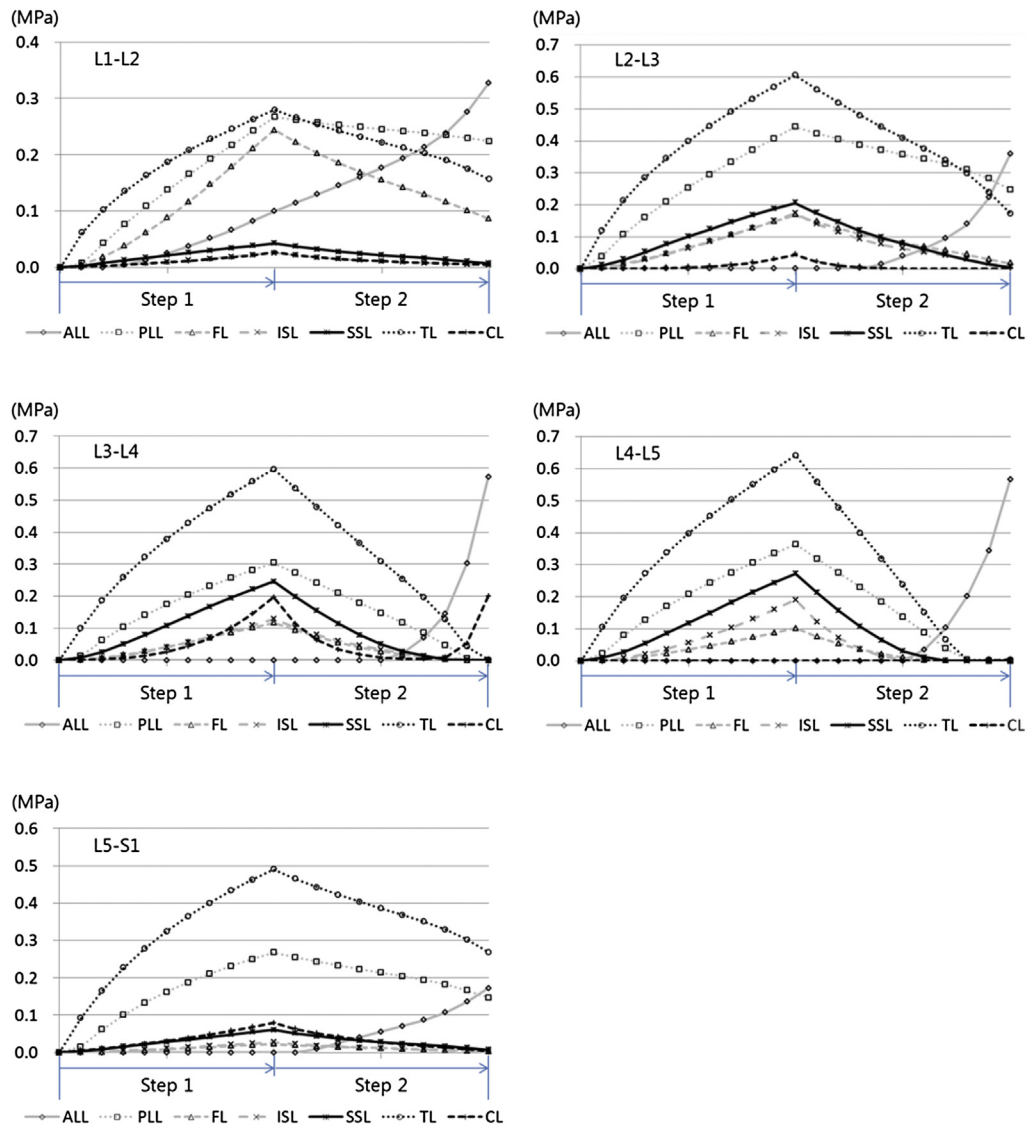 (MPa)
L1-L2
0.4
0.3
0.2
0.1
0.0
Step 1
Step 2
ALL PLL FL ISL SSL TL CL
(MPa)
L2-L3
0.7
0.6
0.5
0.4
0.3
0.2
0.1
0.0
Step 1
Step 2
ALL PLL FL ISL SSL TL CL
(MPa)
L3-L4
0.7
0.6
0.5
0.4
0.3
0.2
0.1
0.0
Step 1
Step 2
ALL PLL FL ISL SSL TL CL
(MPa)
L4-L5
0.7
0.6
0.5
0.4
0.3
0.2
0.1
0.0
Step 1
Step 2
ALL PLL FL ISL SSL TL CL
(MPa)
L5-S1
0.6
0.5
0.4
0.3
0.2
0.1
0.0
Step 1
Step 2
ALL PLL FL ISL SSL TL CL